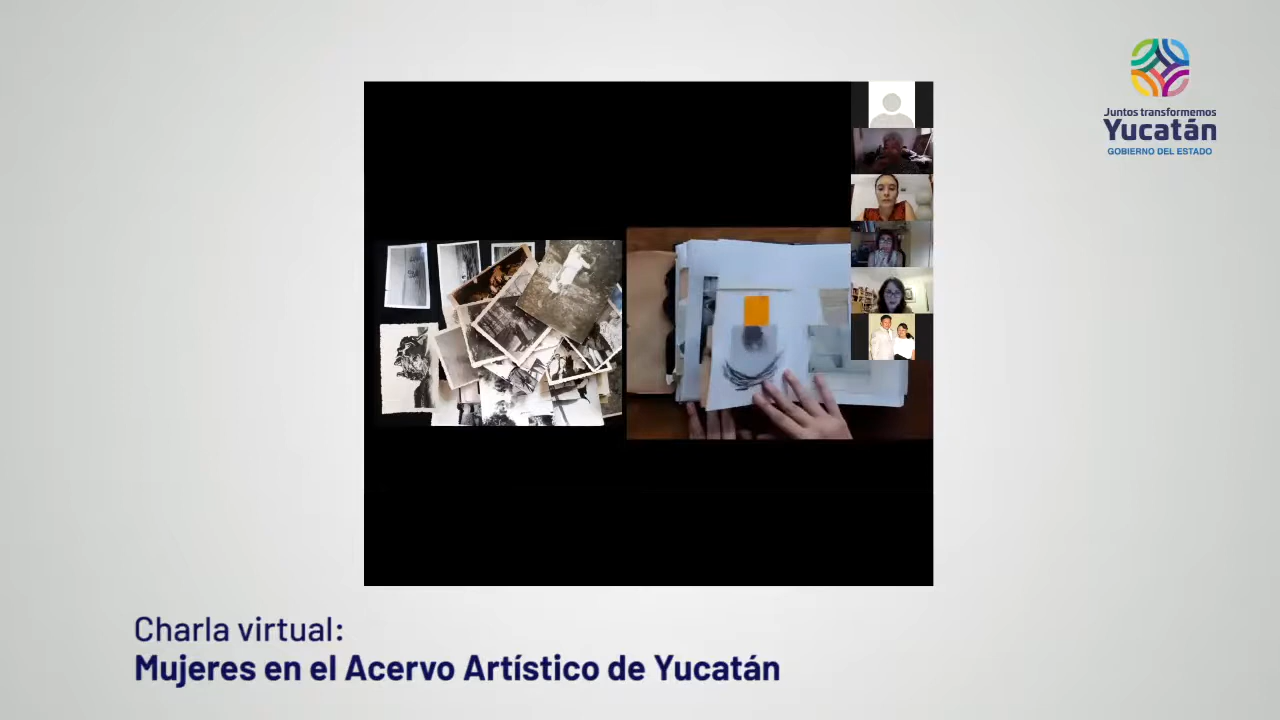 Juntos transformemos
Yucatán
GOBIERNO DEL ESTADO
Charla virtual:
Mujeres en el Acervo Artístico de Yucatán